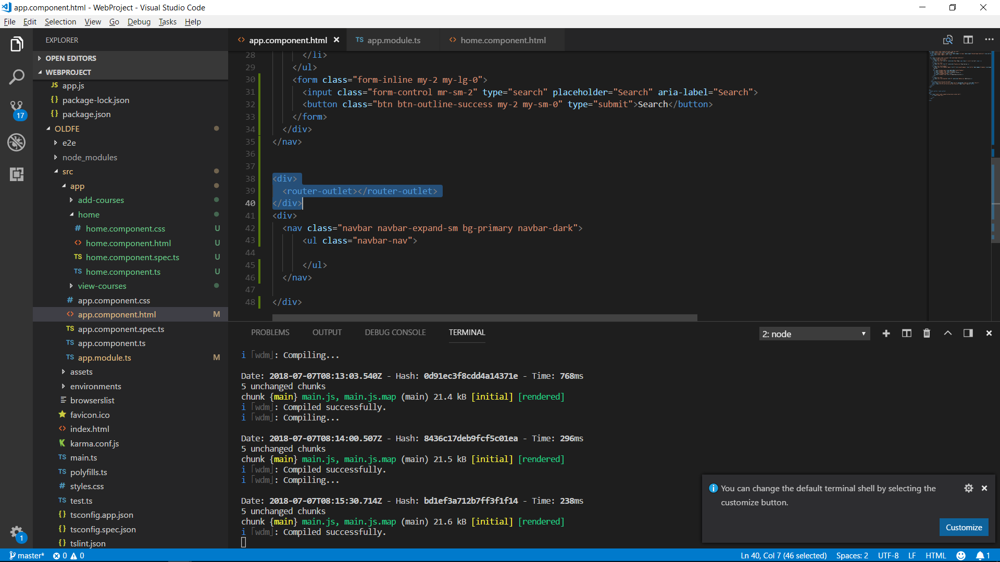 app.component.html - WebProject - Visual Studio Code
File Edit Selection View Go Debug Tasks Help
EXPLORER
OPEN EDITORS
WEBPROJECT
JS app.js
{} package-lock.json
{} package.json
OLDFE
e2e
node_modules
src
app
add-courses
home
# home.component.css U
<> home.component.html U
TS home.component.spec.ts U
TS home.component.ts U
view-courses
# app.component.css
<> app.component.html M
TS app.component.spec.ts
TS app.component.ts
TS app.module.ts M
assets
environments
browserslist
favicon.ico
<> index.html
K karma.conf.js
TS main.ts
TS polyfills.ts
# styles.css
TS test.ts
{} tsconfig.app.json
{} tsconfig.spec.json
{} tslint.json
17
1
<> app.component.html TS app.module.ts <> home.component.html
28 </li>
29 </ul>
30 <form class="form-inline my-2 my-lg-0">
31 <input class="form-control mr-sm-2" type="search" placeholder="Search" aria-label="Search">
32 <button class="btn btn-outline-success my-2 my-sm-0" type="submit">Search</button>
33 </form>
34 </div>
35 </nav>
36
37
38 <div>
39 <router-outlet></router-outlet>
40 </div>
41 <div>
42 <nav class="navbar navbar-expand-sm bg-primary navbar-dark">
43 <ul class="navbar-nav">
44
45 </ul>
46 </nav>
47
48 </div>
PROBLEMS OUTPUT DEBUG CONSOLE TERMINAL
2: node
i ｢wdm｣: Compiling...
Date: 2018-07-07T08:13:03.540Z - Hash: 0d91ec3f8cdd4a14371e - Time: 768ms
5 unchanged chunks
chunk {main} main.js, main.js.map (main) 21.4 kB [initial] [rendered]
i ｢wdm｣: Compiled successfully.
i ｢wdm｣: Compiling...
Date: 2018-07-07T08:14:00.507Z - Hash: 8436c17deb9fcf5c01ea - Time: 296ms
5 unchanged chunks
chunk {main} main.js, main.js.map (main) 21.5 kB [initial] [rendered]
i ｢wdm｣: Compiled successfully.
i ｢wdm｣: Compiling...
Date: 2018-07-07T08:15:30.714Z - Hash: bd1ef3a712b7ff3f1f14 - Time: 238ms
5 unchanged chunks
chunk {main} main.js, main.js.map (main) 21.6 kB [initial] [rendered]
i ｢wdm｣: Compiled successfully.
You can change the default terminal shell by selecting the
customize button.
Customize
master* 0 0 Ln 40, Col 7 (46 selected) Spaces: 2 UTF-8 LF HTML 1